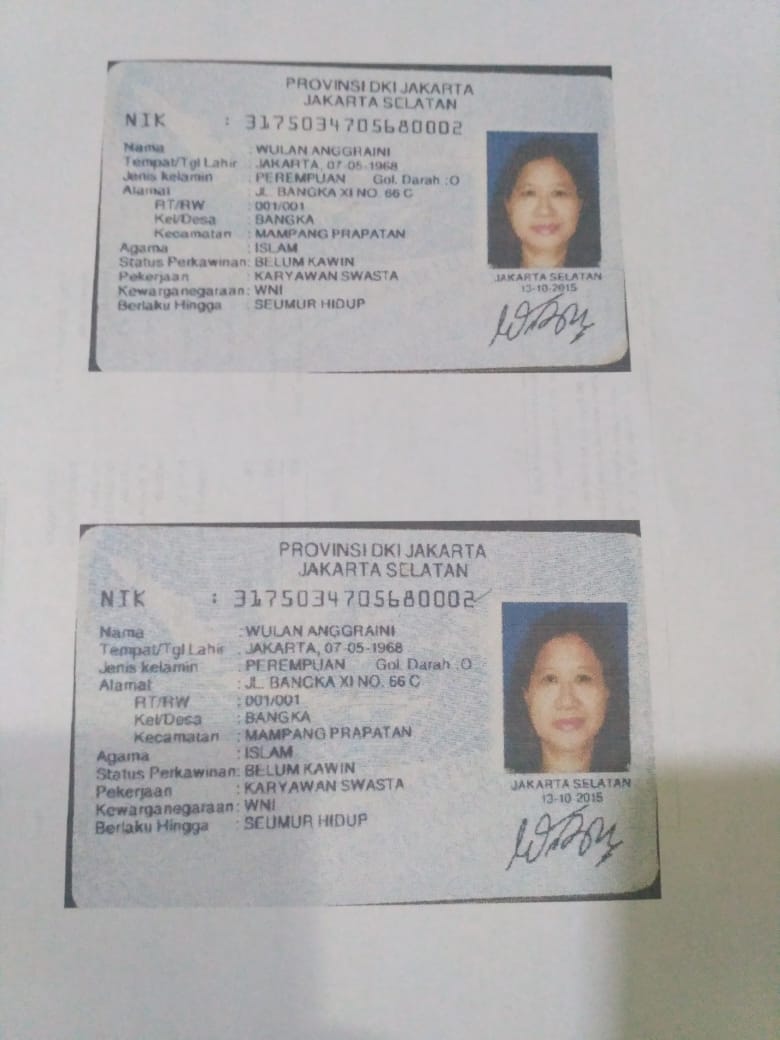 PROVINSI DKI JAKARTA
JAKARTA SELATAN
NIK : 3175034705680002
Nama : WULAN ANGGRAINI
Tempat/Tgl Lahir : JAKARTA, 07-05-1968
Jenis kelamin : PEREMPUAN Gol. Darah :O
Alamat : JL. BANGKA XI NO. 66 C
RT/RW : 001/001
Kel/Desa : BANGKA
Kecamatan : MAMPANG PRAPATAN
Agama : ISLAM
Status Perkawinan: BELUM KAWIN
Pekerjaan : KARYAWAN SWASTA
Kewarganegaraan: WNI
Berlaku Hingga : SEUMUR HIDUP
JAKARTA SELATAN
13-10-2015
PROVINSI DKI JAKARTA
JAKARTA SELATAN
NIK : 3175034705680002
Nama : WULAN ANGGRAINI
Tempat/Tgl Lahir : JAKARTA, 07-05-1968
Jenis kelamin : PEREMPUAN Gol. Darah :O
Alamat : JL. BANGKA XI NO. 66 C
RT/RW : 001/001
Kel/Desa : BANGKA
Kecamatan : MAMPANG PRAPATAN
Agama : ISLAM
Status Perkawinan: BELUM KAWIN
Pekerjaan : KARYAWAN SWASTA
Kewarganegaraan: WNI
Berlaku Hingga : SEUMUR HIDUP
JAKARTA SELATAN
13-10-2015